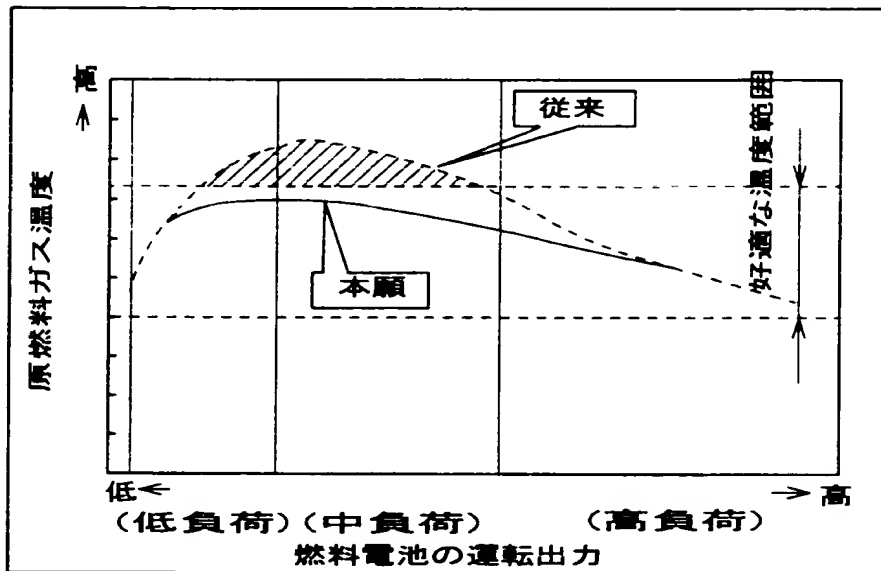 →高
従来
好適な温度範囲
原燃料ガス温度
本願
低←
→高
(低負荷)(中負荷)
(高負荷)
燃料電池の運転出力